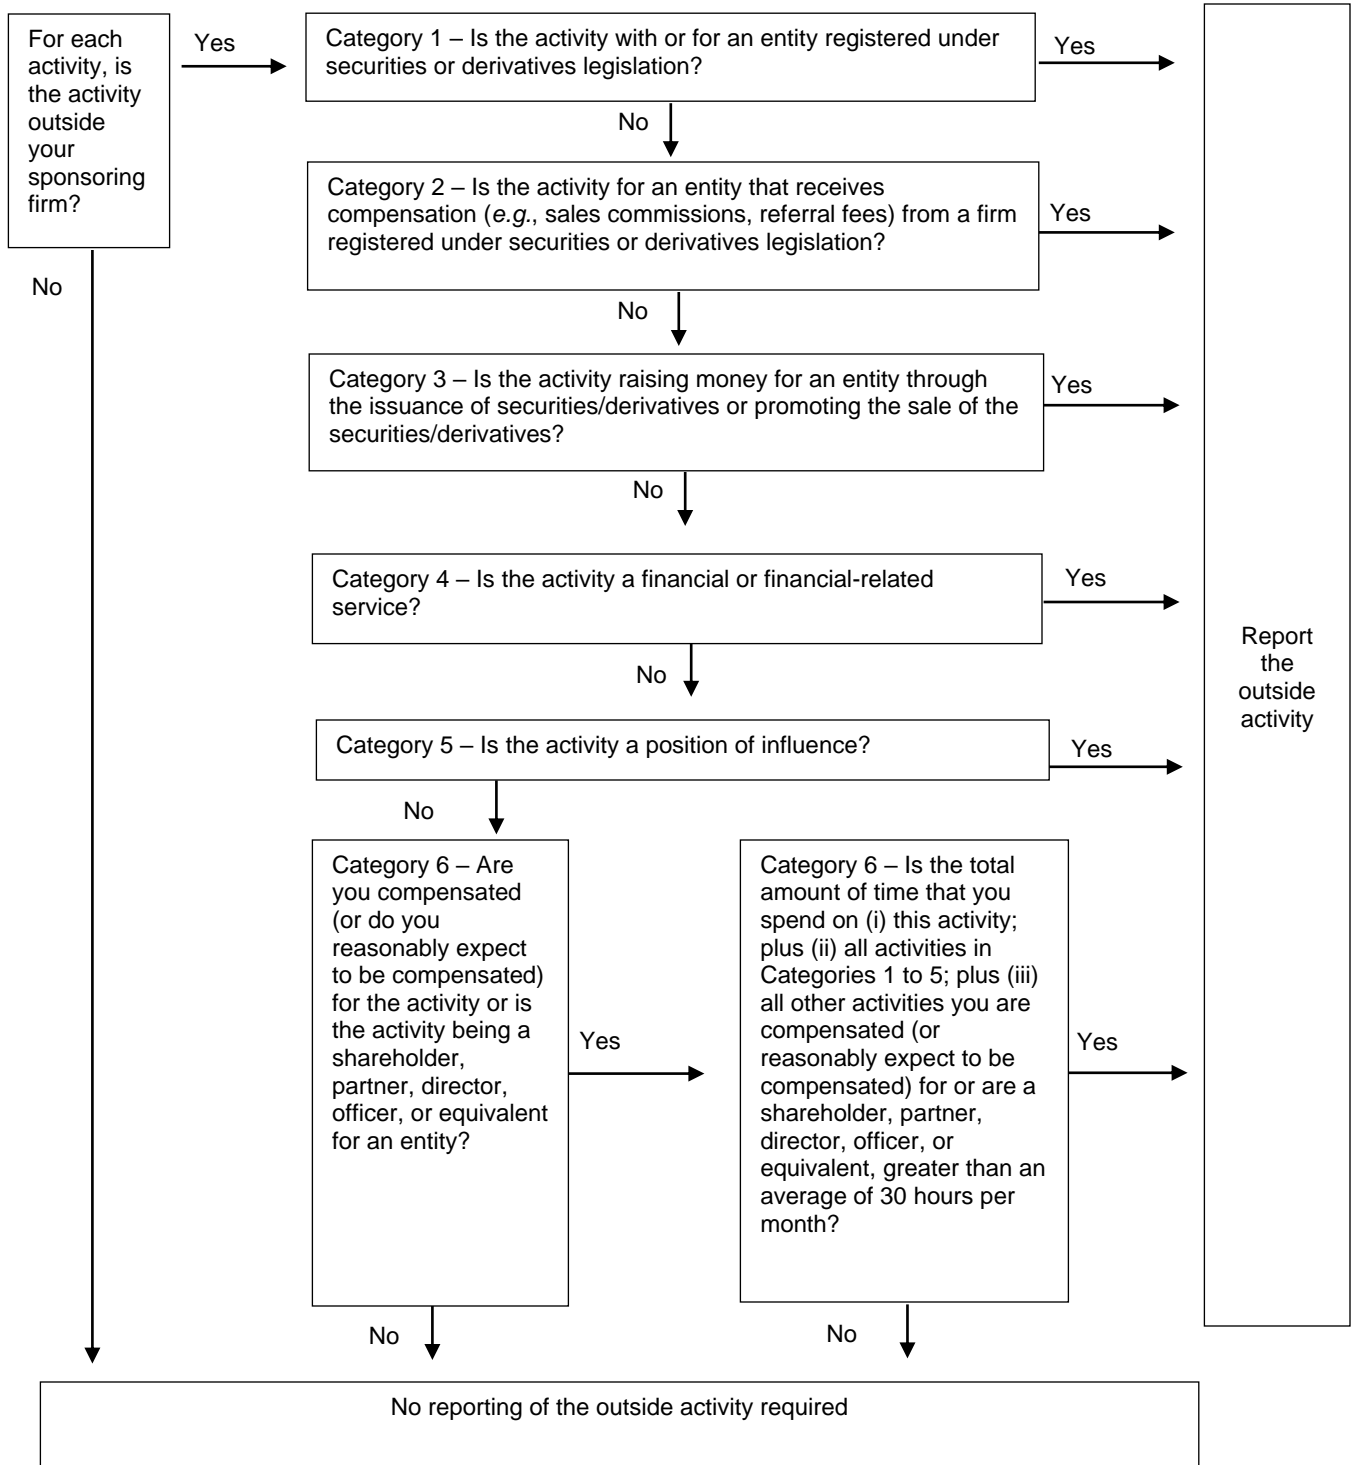 For each
activity, is
the activity
outside
your
sponsoring
firm?
Yes
Category 1 – Is the activity with or for an entity registered under
securities or derivatives legislation?
Yes
No
Category 2 – Is the activity for an entity that receives
compensation (e.g., sales commissions, referral fees) from a firm
registered under securities or derivatives legislation?
Yes
No
No
Category 3 – Is the activity raising money for an entity through
the issuance of securities/derivatives or promoting the sale of the
securities/derivatives?
Yes
No
Category 4 – Is the activity a financial or financial-related
service?
Yes
No
Report
the
outside
activity
Category 5 – Is the activity a position of influence?
Yes
No
Category 6 – Are
you compensated
(or do you
reasonably expect
to be compensated)
for the activity or is
the activity being a
shareholder,
partner, director,
officer, or equivalent
for an entity?
Yes
Category 6 – Is the total
amount of time that you
spend on (i) this activity;
plus (ii) all activities in
Categories 1 to 5; plus (iii)
all other activities you are
compensated (or
reasonably expect to be
compensated) for or are a
shareholder, partner,
director, officer, or
equivalent, greater than an
average of 30 hours per
month?
Yes
No
No
No reporting of the outside activity required